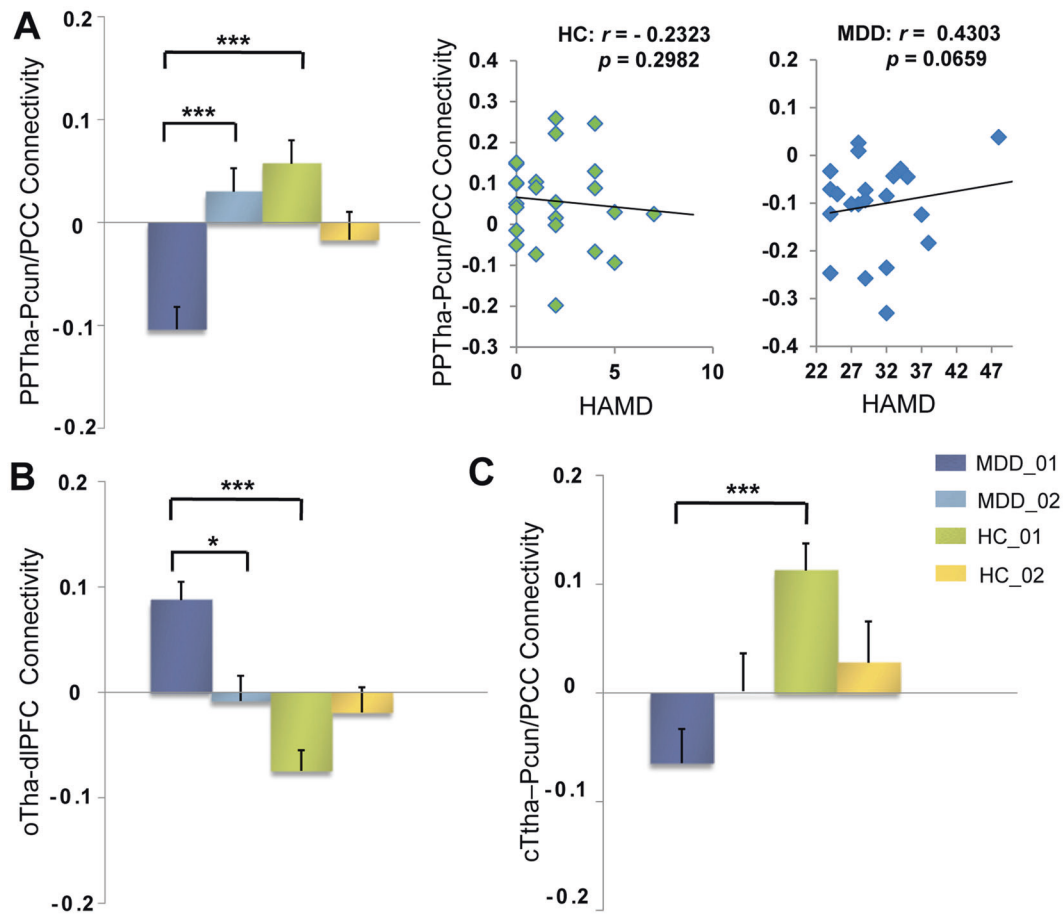 A
PPTha-Pcun/PCC Connectivity
0.2
0.1
0
-0.1
-0.2
***
***
HC: r = - 0.2323
p = 0.2982
PPTha-Pcun/PCC Connectivity
0.4
0.3
0.2
0.1
0
-0.1
-0.2
-0.3
0 5 10
HAMD
MDD: r = 0.4303
p = 0.0659
0.2
0.1
0
-0.1
-0.2
-0.3
-0.4
22 27 32 37 42 47
HAMD
B
oTha-dlPFC Connectivity
0.2
0.1
0
-0.1
-0.2
***
*
C
cTtha–Pcun/PCC Connectivity
0.2
0.1
0
-0.1
-0.2
***
MDD_01
MDD_02
HC_01
HC_02